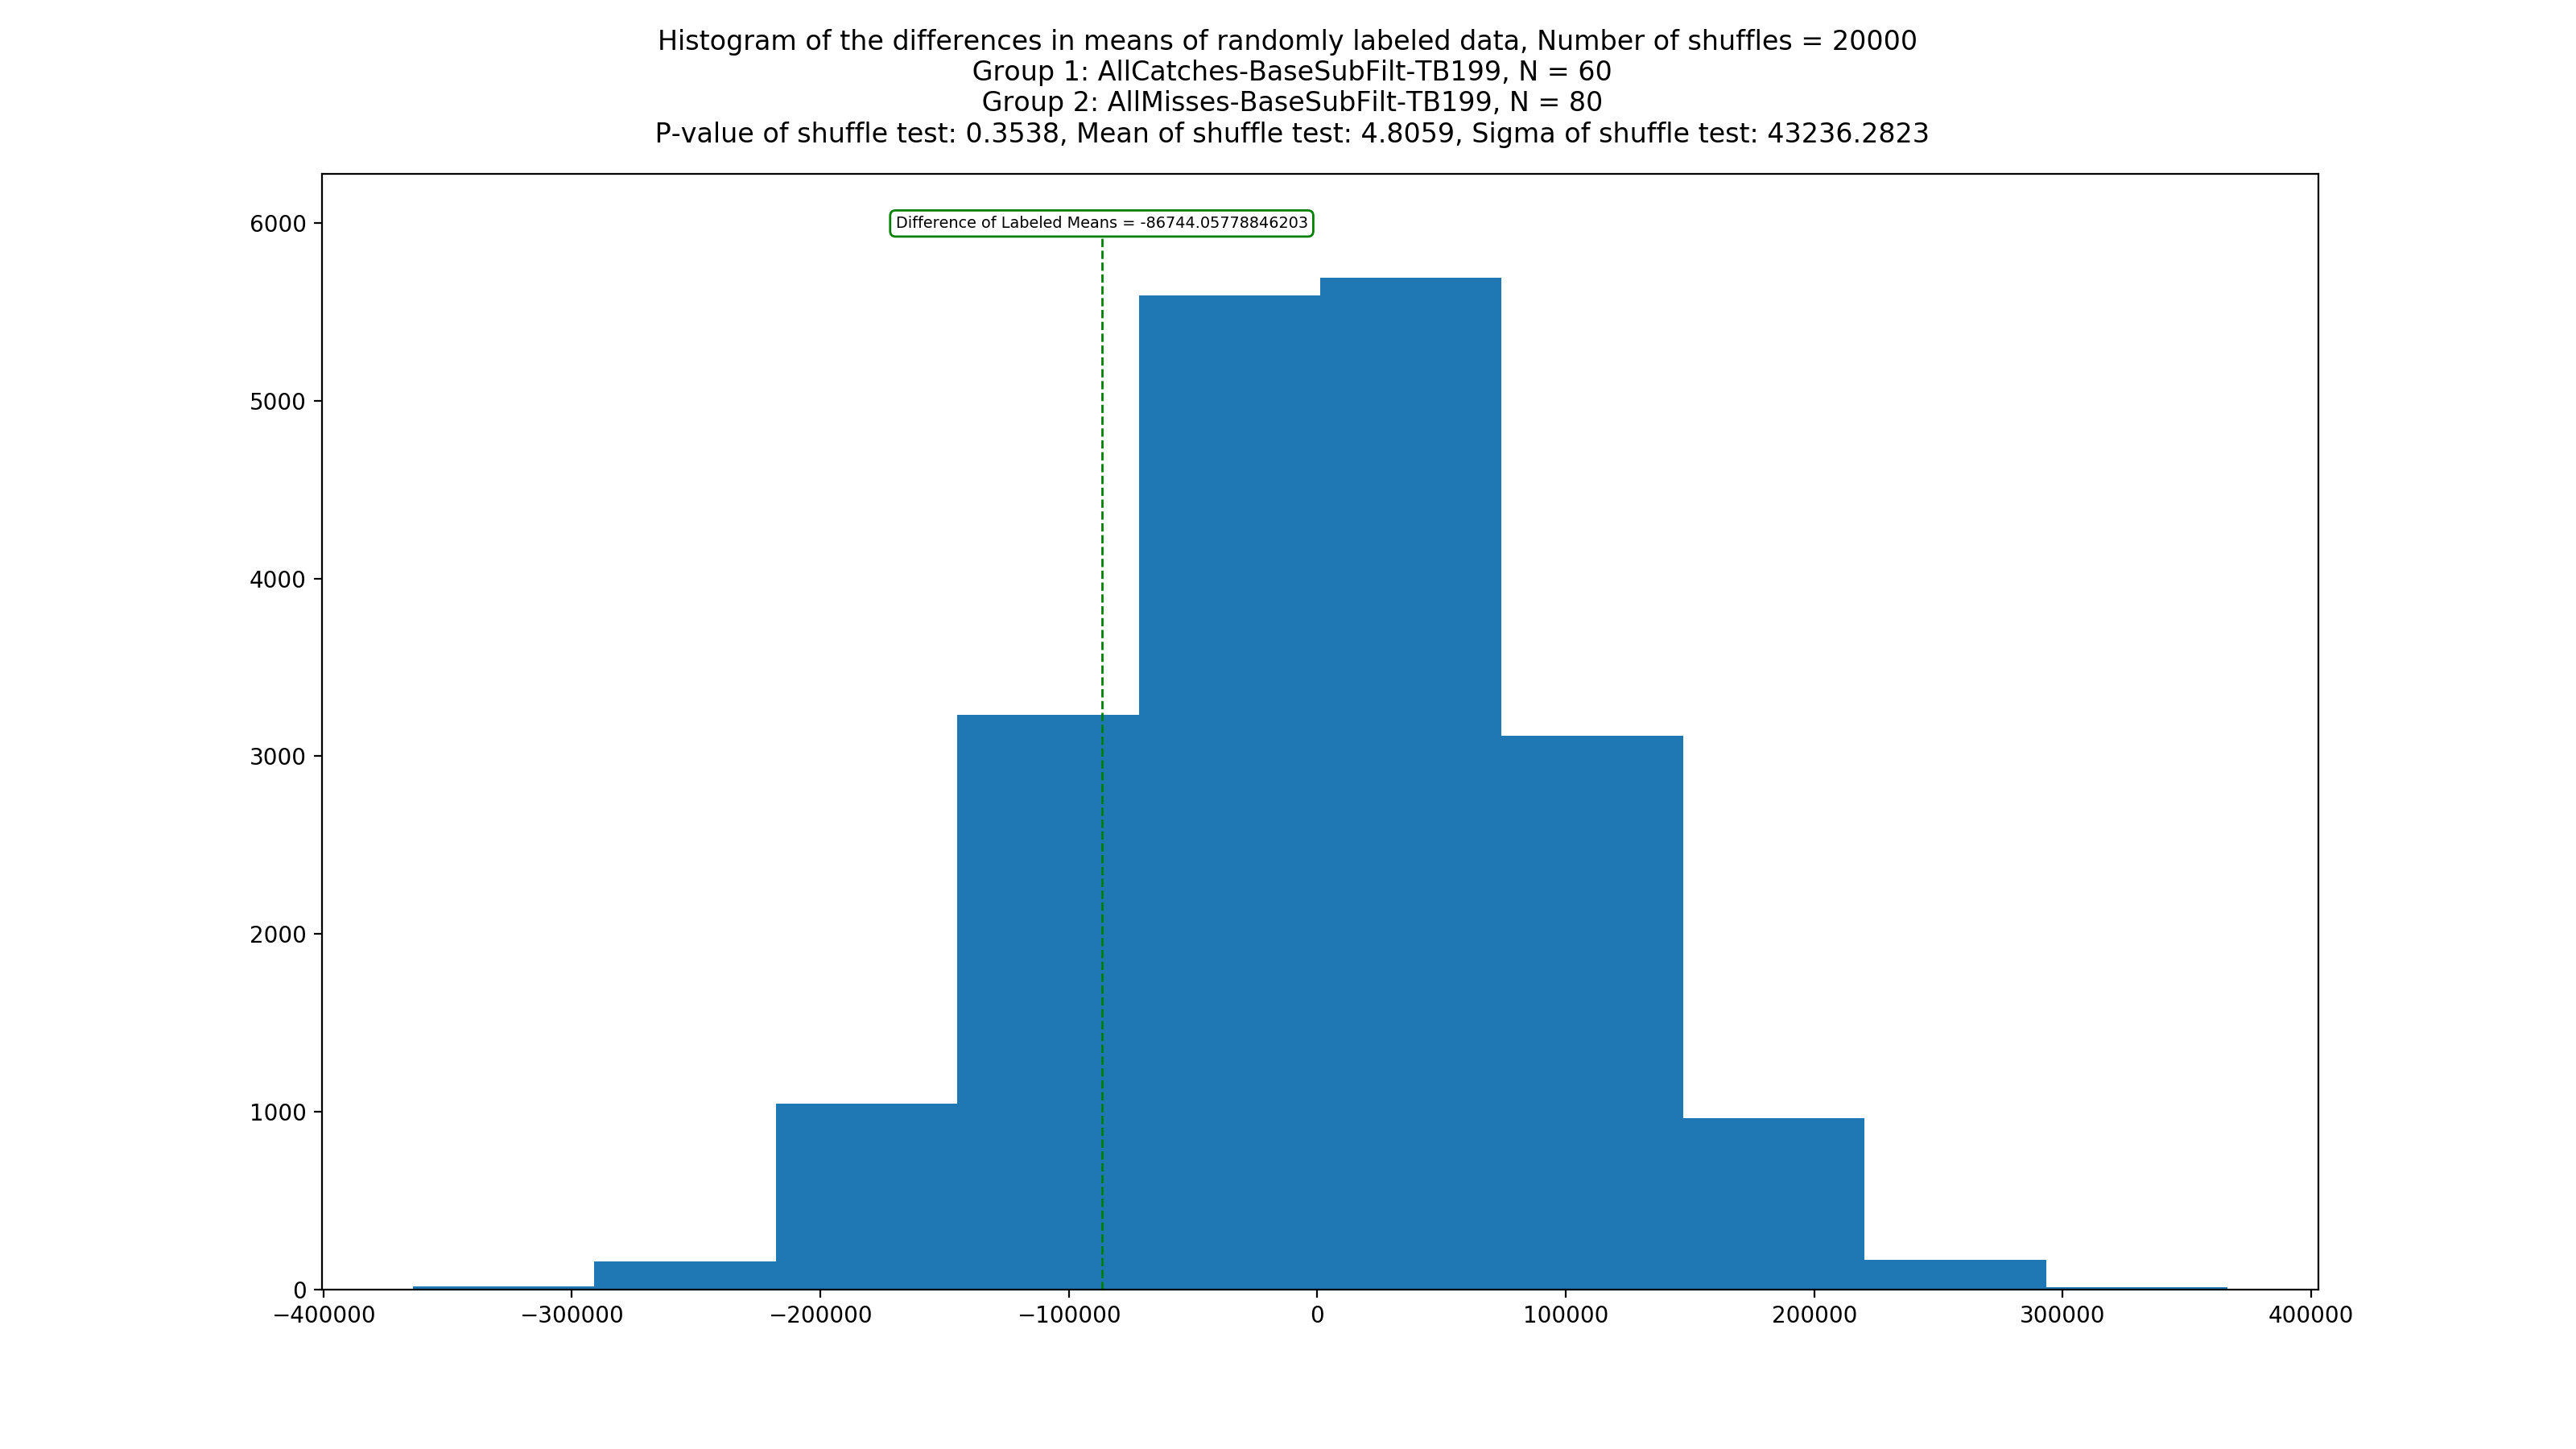 Histogram of the differences in means of randomly labeled data, Number of shuffles = 20000
Group 1: AllCatches-BaseSubFilt-TB199, N = 60
Group 2: AllMisses-BaseSubFilt-TB199, N = 80
P-value of shuffle test: 0.3538, Mean of shuffle test: 4.8059, Sigma of shuffle test: 43236.2823
Difference of Labeled Means = -86744.05778846203
6000
5000
4000
3000
2000
1000
0
−400000 −300000 −200000 −100000 0 100000 200000 300000 400000